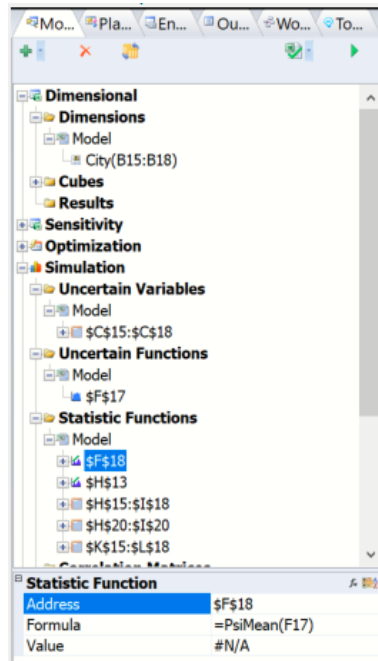 Mo... Pla... En... Ou... Wo... To...
Dimensional
Dimensions
Model
City(B15:B18)
Cubes
Results
Sensitivity
Optimization
Simulation
Uncertain Variables
Model
$C$15:$C$18
Uncertain Functions
Model
$F$17
Statistic Functions
Model
$F$18
$H$13
$H$15:$I$18
$H$20:$I$20
$K$15:$L$18
Correlation Matrices
Statistic Function
Address $F$18
Formula =PsiMean(F17)
Value #N/A